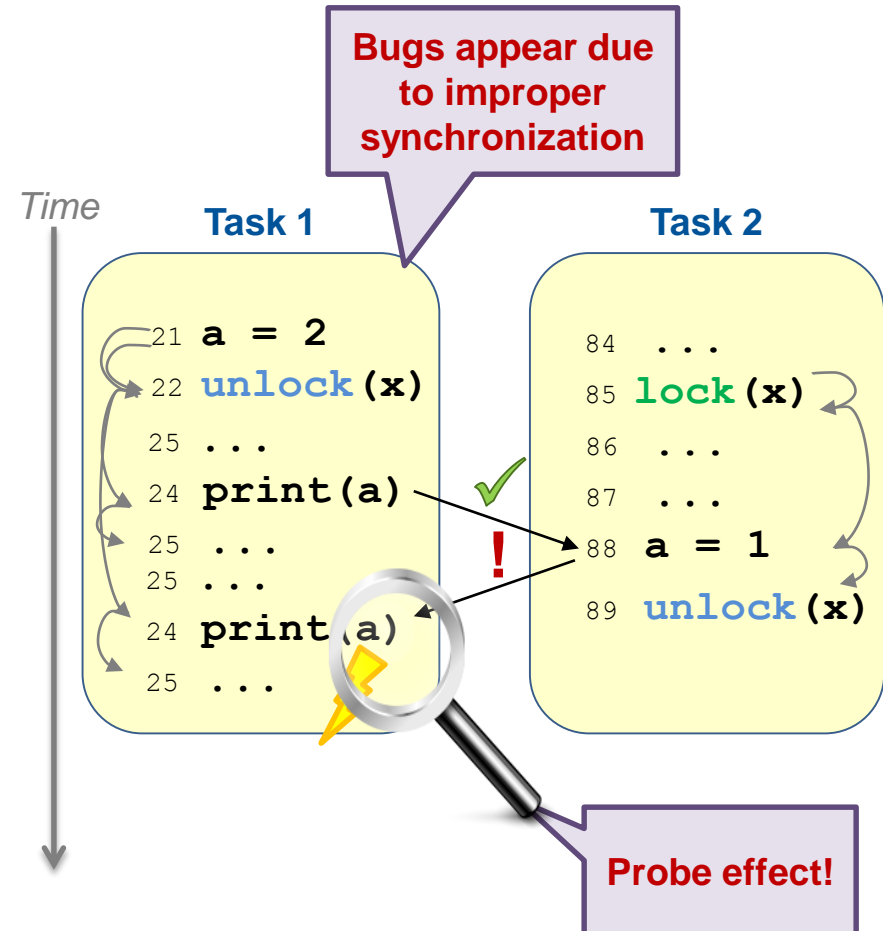 Bugs appear due
to improper
synchronization
Time
Task 1
21 a = 2
22 unlock(x)
25 ...
24 print(a)
25 ...
25 ...
24 print(a)
25 ...
Task 2
84 ...
85 lock(x)
86 ...
87 ...
88 a = 1
89 unlock(x)
!
Probe effect!